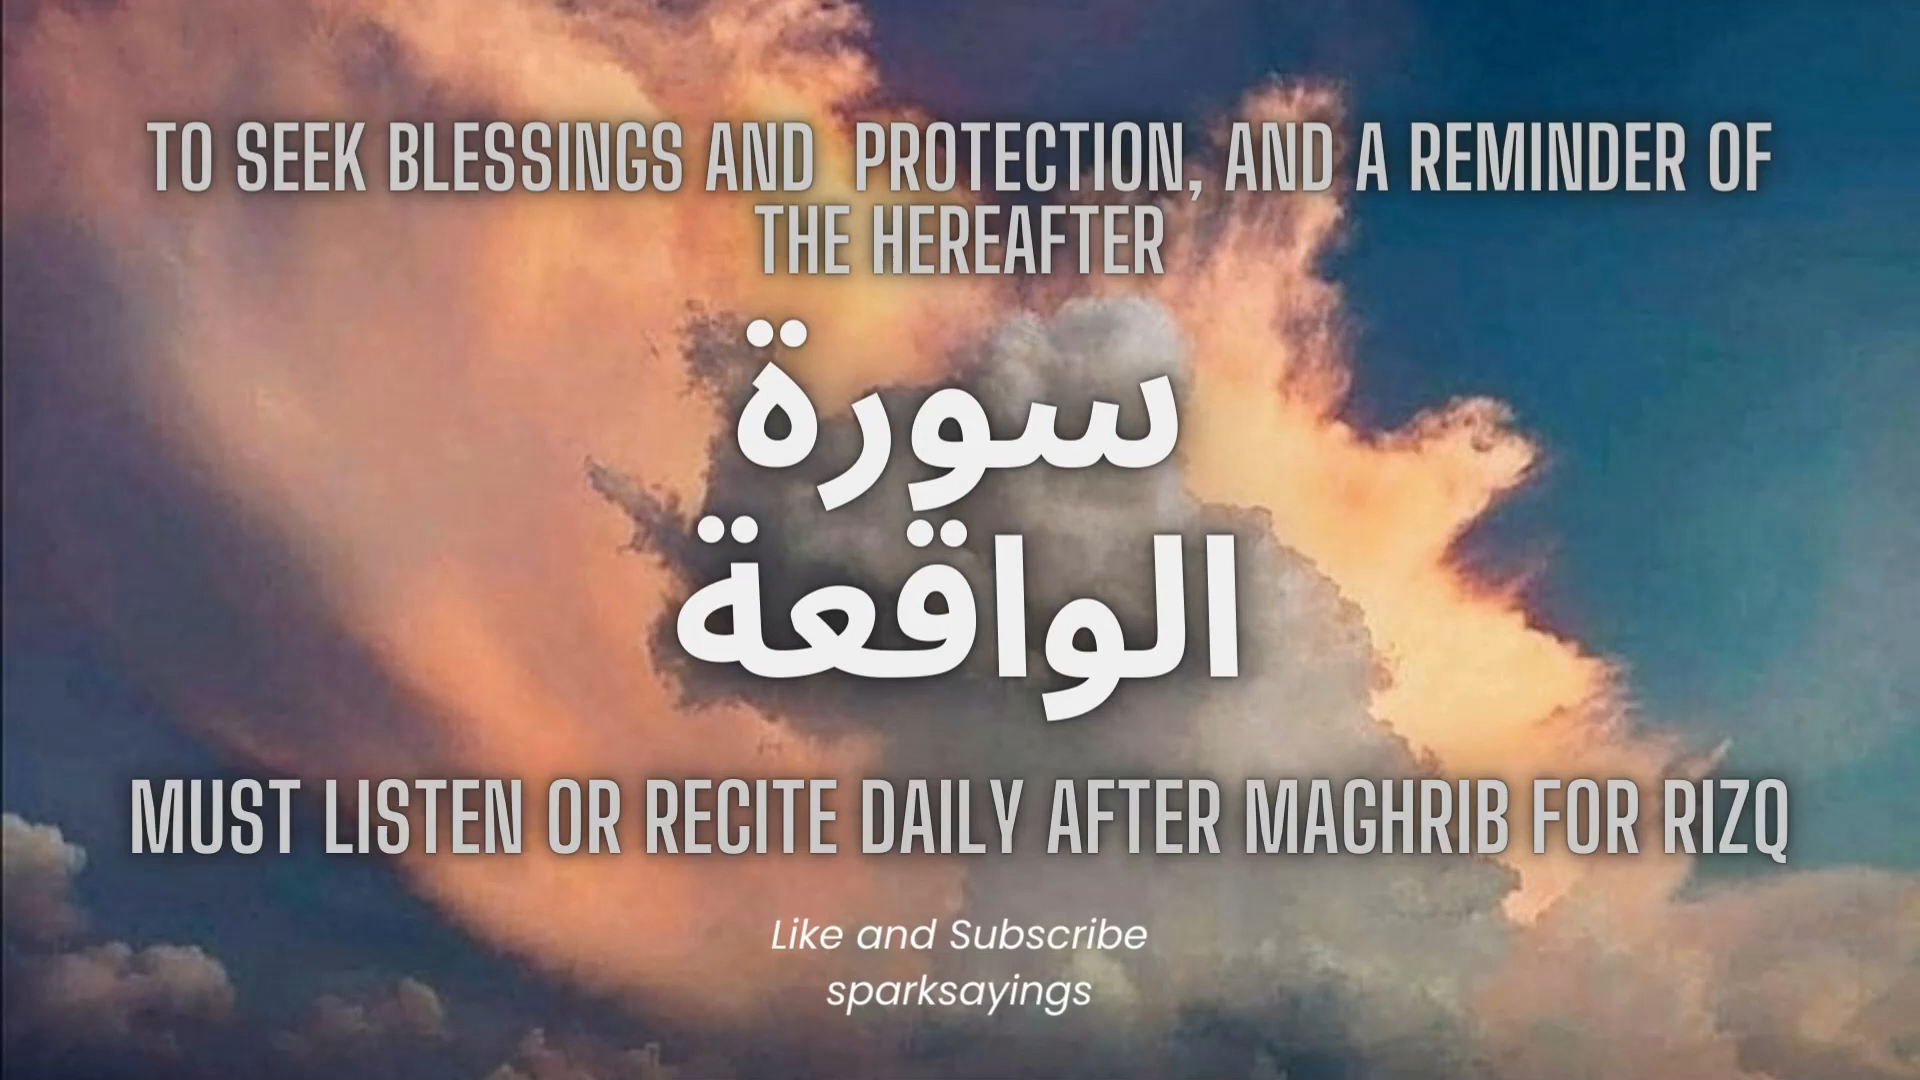 TO SEEK BLESSINGS AND  PROTECTION, AND A REMINDER OF
THE HEREAFTER
سورة
الواقعة
MUST LISTEN OR RECITE DAILY AFTER MAGHRIB FOR RIZQ
Like and Subscribe
sparksayings